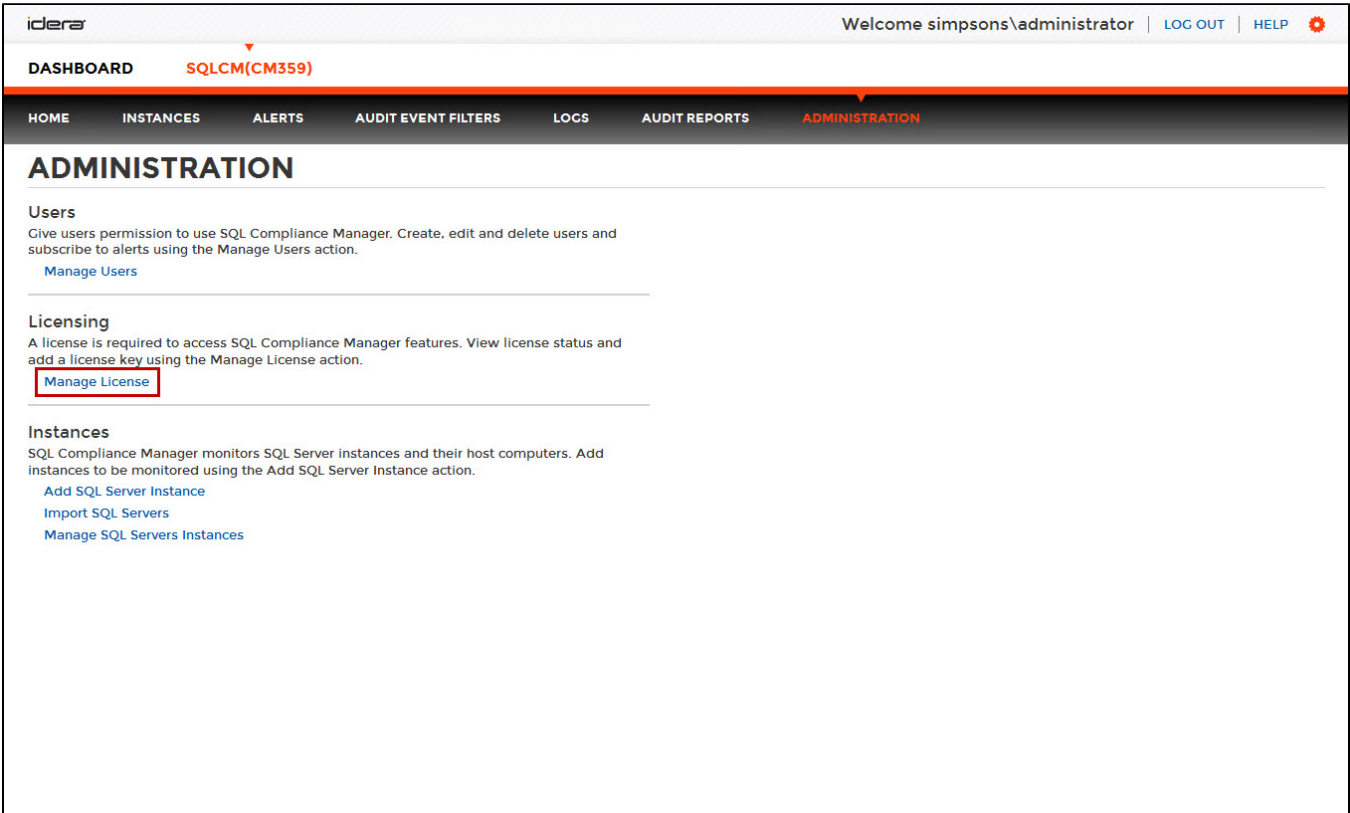 idera
Welcome simpsons\administrator | LOG OUT | HELP
DASHBOARD SQLCM(CM359)
HOME INSTANCES ALERTS AUDIT EVENT FILTERS LOGS AUDIT REPORTS ADMINISTRATION
ADMINISTRATION
Users
Give users permission to use SQL Compliance Manager. Create, edit and delete users and
subscribe to alerts using the Manage Users action.
Manage Users
Licensing
A license is required to access SQL Compliance Manager features. View license status and
add a license key using the Manage License action.
Manage License
Instances
SQL Compliance Manager monitors SQL Server instances and their host computers. Add
instances to be monitored using the Add SQL Server Instance action.
Add SQL Server Instance
Import SQL Servers
Manage SQL Servers Instances